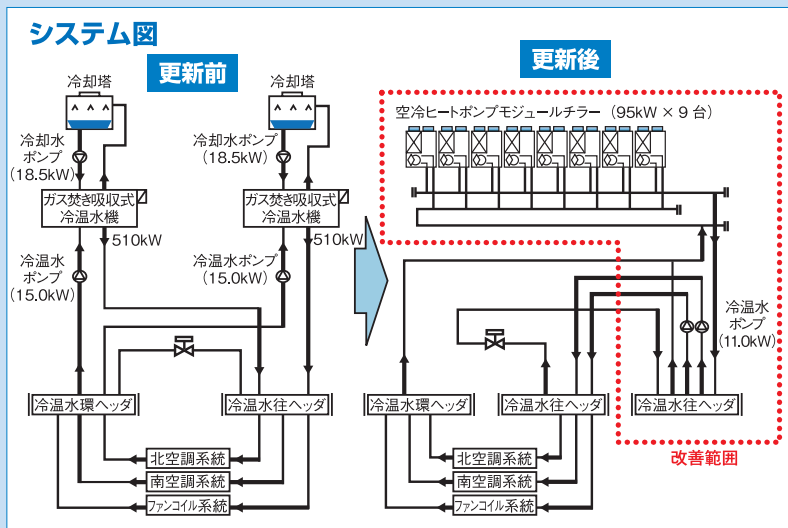 システム図
更新前
更新後
冷却塔
冷却塔
冷却水
ポンプ
(18.5kW)
冷却水ポンプ
(18.5kW)
ガス焚き吸収式
冷温水機
ガス焚き吸収式
冷温水機
510kW
510kW
冷温水
ポンプ
(15.0kW)
冷温水ポンプ
(15.0kW)
冷温水環ヘッダ
冷温水往ヘッダ
北空調系統
南空調系統
ファンコイル系統
空冷ヒートポンプモジュールチラー(95kW×9台)
冷温水
ポンプ
(11.0kW)
冷温水環ヘッダ
冷温水往ヘッダ
冷温水往ヘッダ
改善範囲
北空調系統
南空調系統
ファンコイル系統